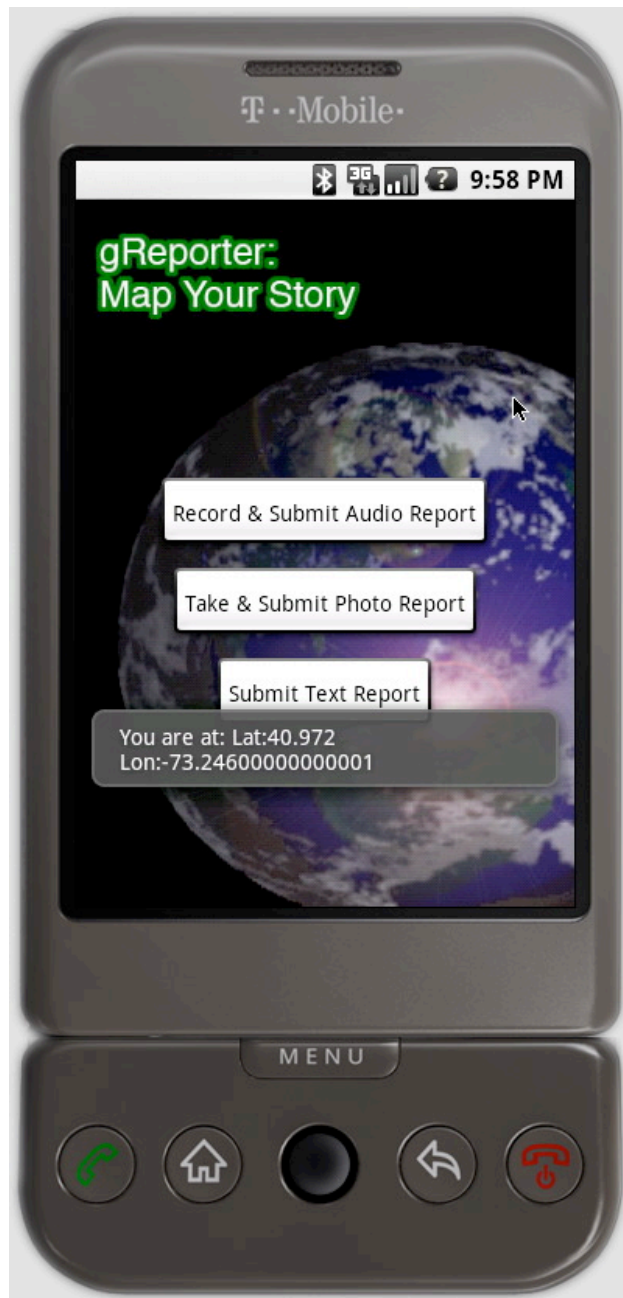 T··Mobile·
3G ? 9:58 PM
gReporter:
Map Your Story
Record & Submit Audio Report
Take & Submit Photo Report
Submit Text Report
You are at: Lat:40.972
Lon:-73.24600000000001
MENU